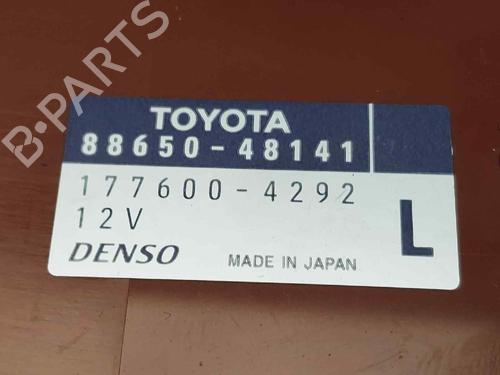 B-PARTS
TOYOTA
88650-48141
177600-4292
12V
DENSO
MADE IN JAPAN
L